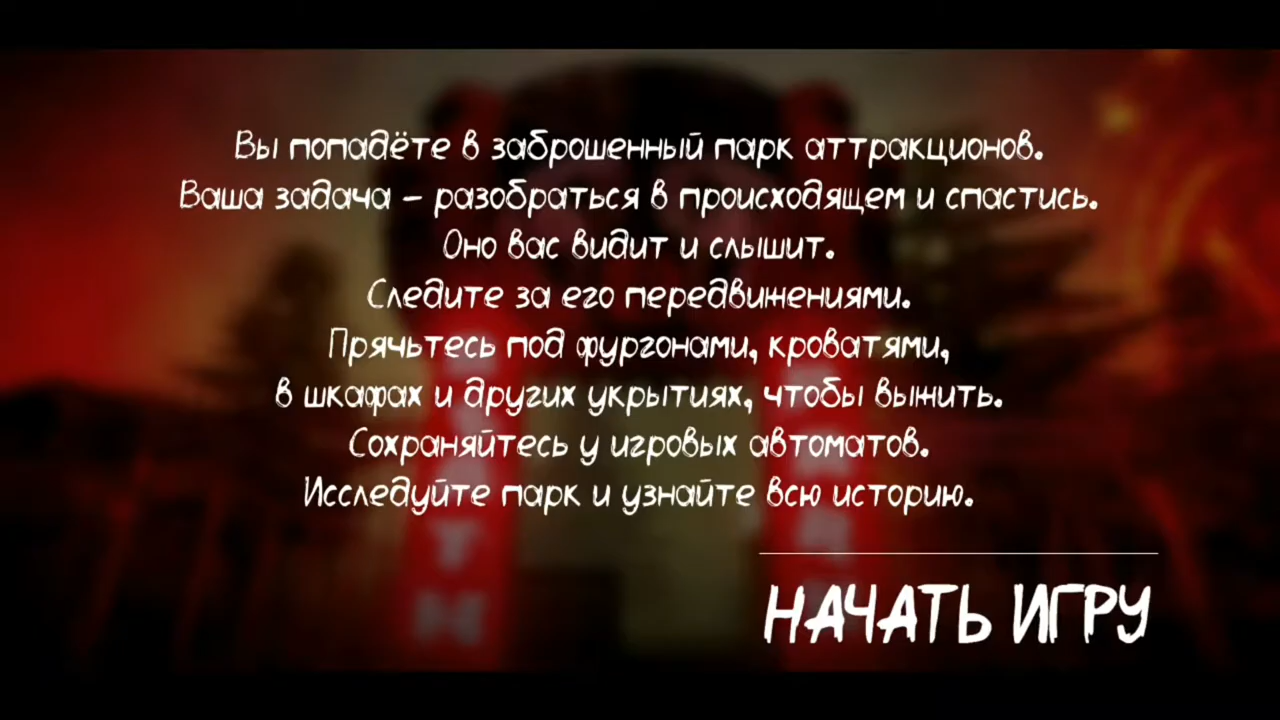 Вы попадёте в заброшенный парк аттракционов.
Ваша задача – разобраться в происходящем и спастись.
Оно вас видит и слышит.
Следите за его передвижениями.
Прячьтесь под фургонами, кроватями,
в шкафах и других укрытиях, чтобы выжить.
Сохраняйтесь у игровых автоматов.
Исследуйте парк и узнайте всю историю.
НАЧАТЬ ИГРУ